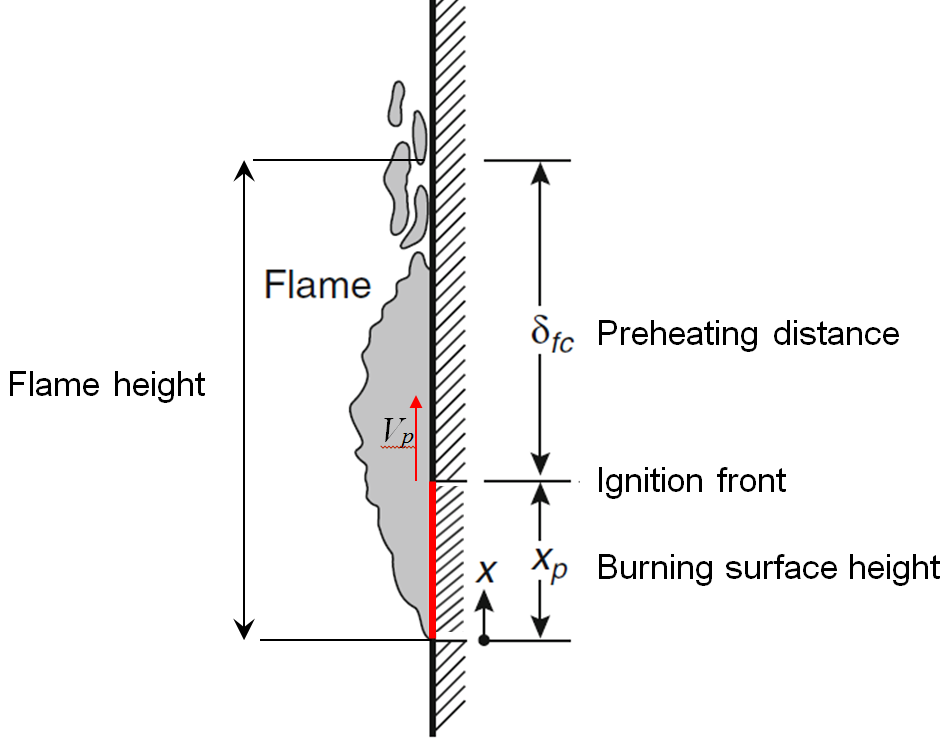 Flame
δfc Preheating distance
Flame height
Vp
Ignition front
x
xp Burning surface height